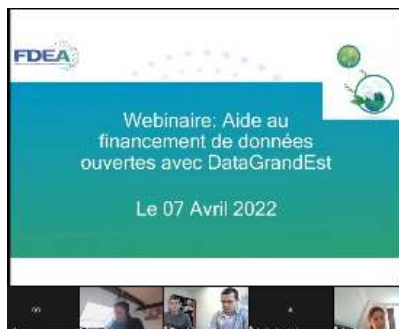 FDEA
Webinaire: Aide au
financement de données
ouvertes avec DataGrandEst
Le 07 Avril 2022
A